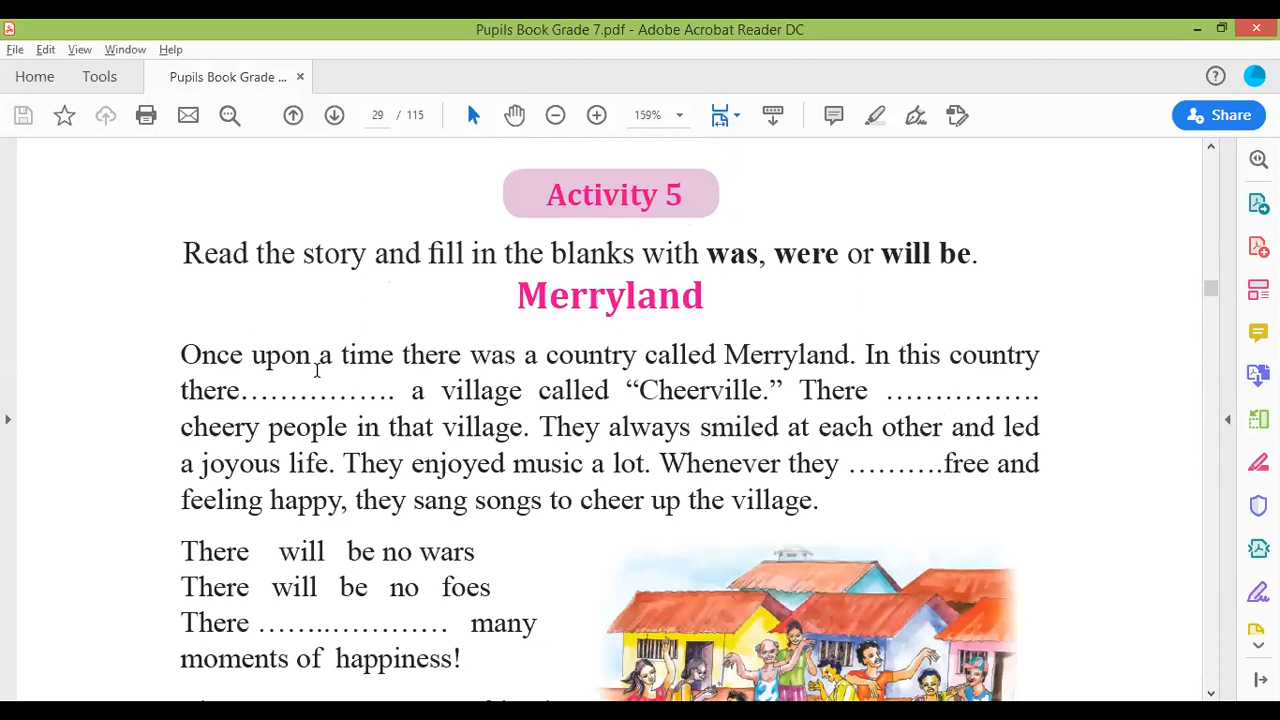 Pupils Book Grade 7.pdf - Adobe Acrobat Reader DC
File Edit View Window Help
Home Tools Pupils Book Grade ... ×
29 / 115 159% Share
Activity 5
Read the story and fill in the blanks with was, were or will be.
Merryland
Once upon a time there was a country called Merryland. In this country
there……………. a village called “Cheerville.” There …………….
cheery people in that village. They always smiled at each other and led
a joyous life. They enjoyed music a lot. Whenever they ……….free and
feeling happy, they sang songs to cheer up the village.
There will be no wars
There will be no foes
There ……..………… many
moments of happiness!